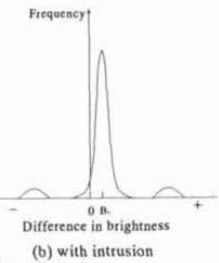 Frequency
0 B.
− +
Difference in brightness
(b) with intrusion